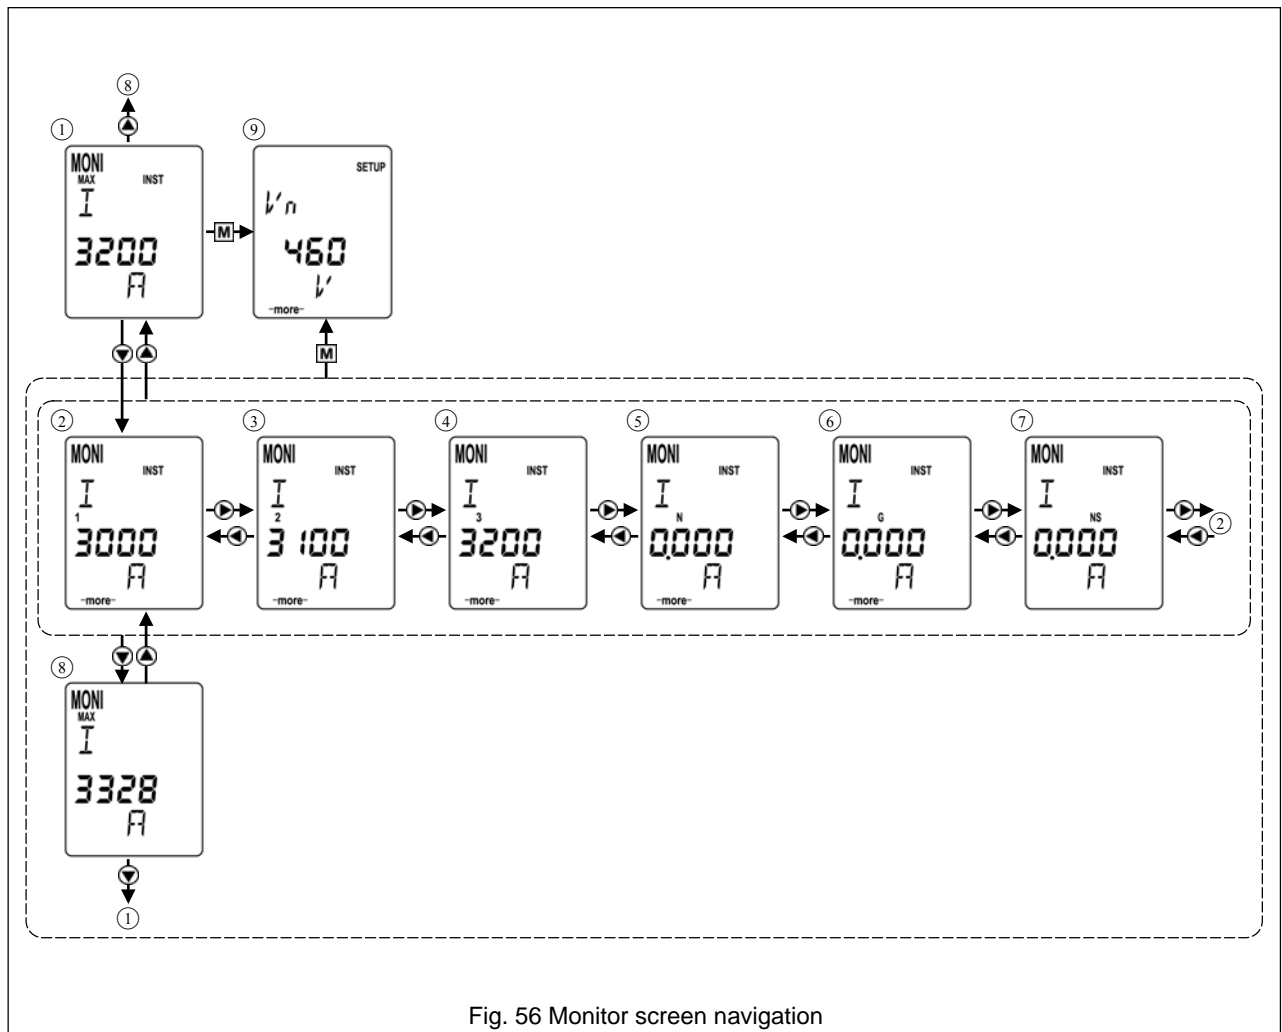 ⑧
①
MONI
MAX
INST
I
3200
A
M
⑨
SETUP
Vn
460
V
-more-
M
②
MONI
INST
I
1
3000
A
-more-
③
MONI
INST
I
2
3100
A
-more-
④
MONI
INST
I
3
3200
A
-more-
⑤
MONI
INST
I
N
0.000
A
-more-
⑥
MONI
INST
I
G
0.000
A
-more-
⑦
MONI
INST
I
NS
0.000
A
②
⑧
MONI
MAX
I
3328
A
①
Fig. 56 Monitor screen navigation